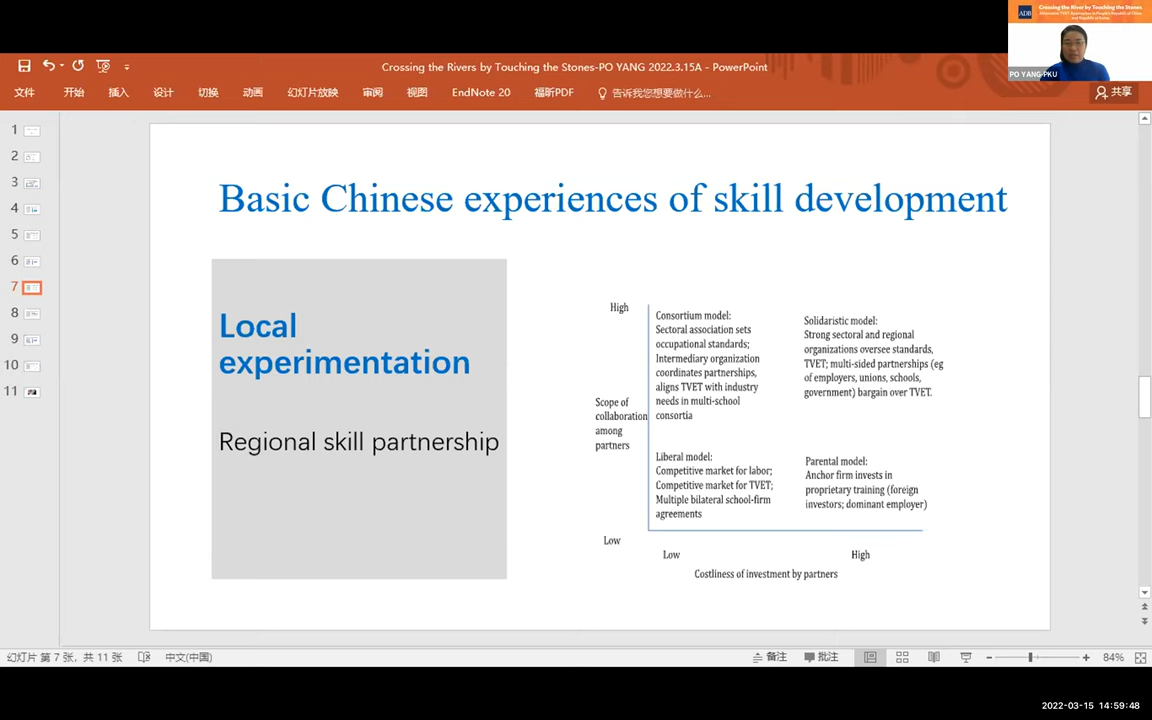 ADB
Crossing the River by Touching the Stones
PO YANG-PKU
Crossing the Rivers by Touching the Stones-PO YANG 2022.3.15A - PowerPoint
文件 开始 插入 设计 切换 动画 幻灯片放映 审阅 视图 EndNote 20 福昕PDF 告诉我您想要做什么... 共享
1
2
3
4
5
6
7
8
9
10
11
Basic Chinese experiences of skill development
Local
experimentation
Regional skill partnership
High
Scope of
collaboration
among
partners
Low
Consortium model:
Sectoral association sets
occupational standards;
Intermediary organization
coordinates partnerships,
aligns TVET with industry
needs in multi-school
consortia
Solidaristic model:
Strong sectoral and regional
organizations oversee standards,
TVET; multi-sided partnerships (eg
of employers, unions, schools,
government) bargain over TVET.
Liberal model:
Competitive market for labor;
Competitive market for TVET;
Multiple bilateral school-firm
agreements
Parental model:
Anchor firm invests in
proprietary training (foreign
investors; dominant employer)
Low High
Costliness of investment by partners
幻灯片 第 7 张，共 11 张 中文(中国) 备注 批注 84%
2022-03-15 14:59:48